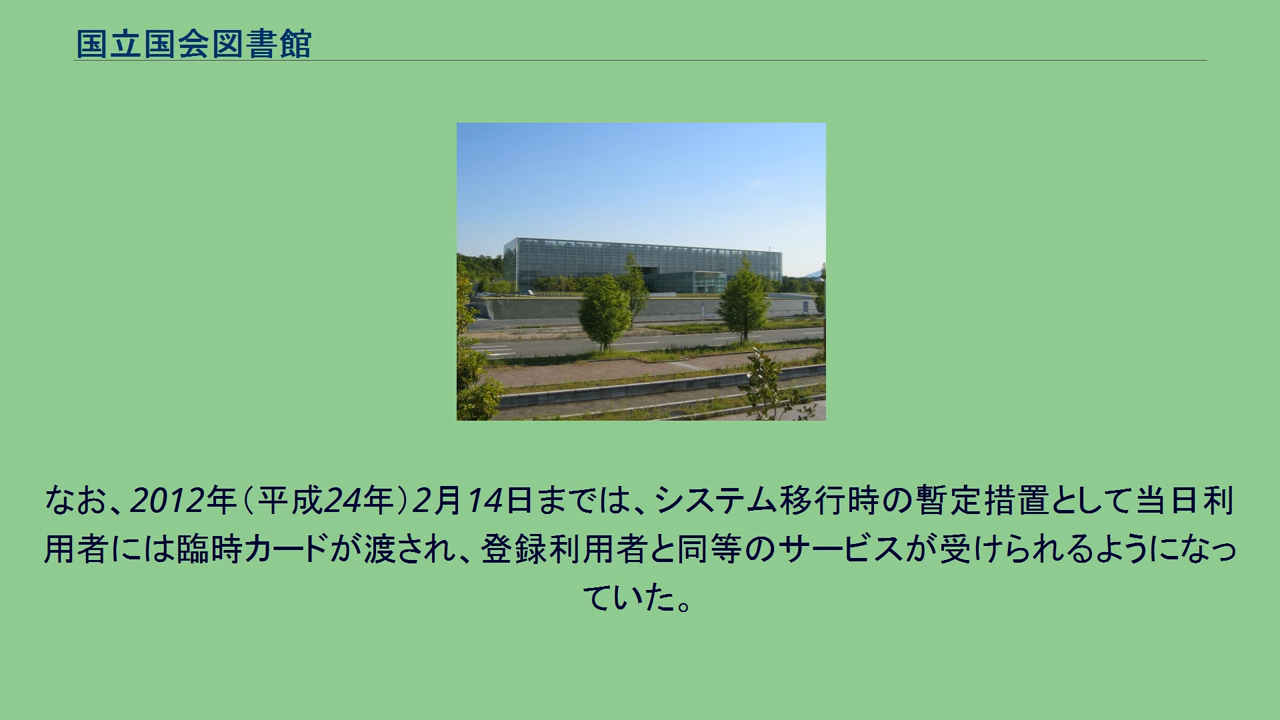 国立国会図書館
なお、2012年（平成24年）2月14日までは、システム移行時の暫定措置として当日利
用者には臨時カードが渡され、登録利用者と同等のサービスが受けられるようになっ
ていた。